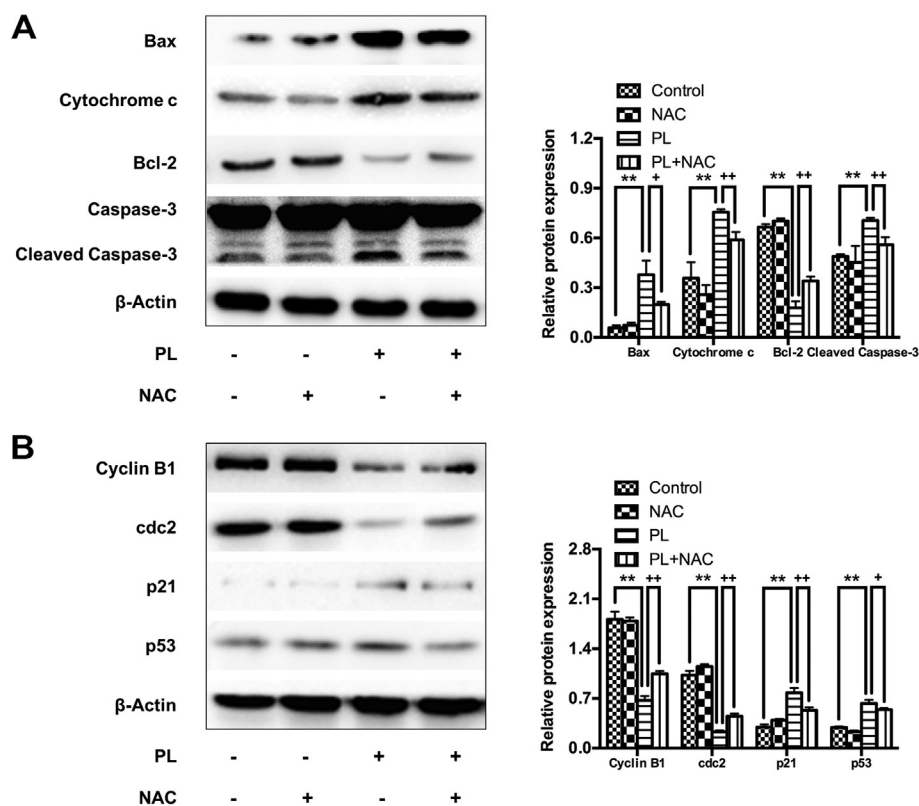 A
Bax
Cytochrome c
Bcl-2
Caspase-3
Cleaved Caspase-3
β-Actin
PL - - + +
NAC - + - +
Control
NAC
PL
PL+NAC
Relative protein expression
1.2
0.9
0.6
0.3
0.0
** + ** ++ ** ++ ** ++
Bax Cytochrome c Bcl-2 Cleaved Caspase-3
B
Cyclin B1
cdc2
p21
p53
β-Actin
PL - - + +
NAC - + - +
Control
NAC
PL
PL+NAC
Relative protein expression
2.8
2.1
1.4
0.7
0.0
** ++ ** ++ ** ++ ** +
Cyclin B1 cdc2 p21 p53